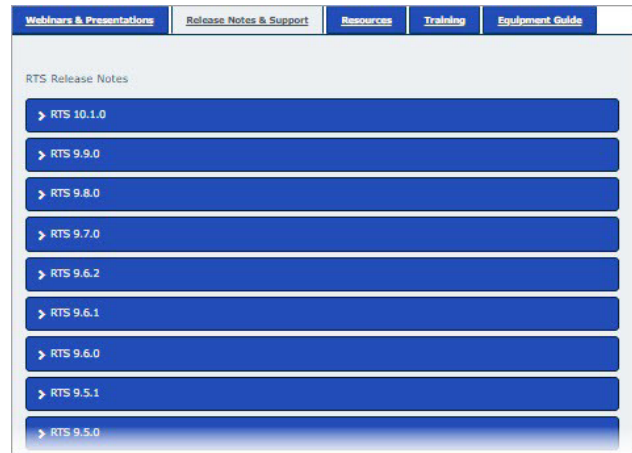 Webinars & Presentations Release Notes & Support Resources Training Equipment Guide
RTS Release Notes
RTS 10.1.0
RTS 9.9.0
RTS 9.8.0
RTS 9.7.0
RTS 9.6.2
RTS 9.6.1
RTS 9.6.0
RTS 9.5.1
RTS 9.5.0